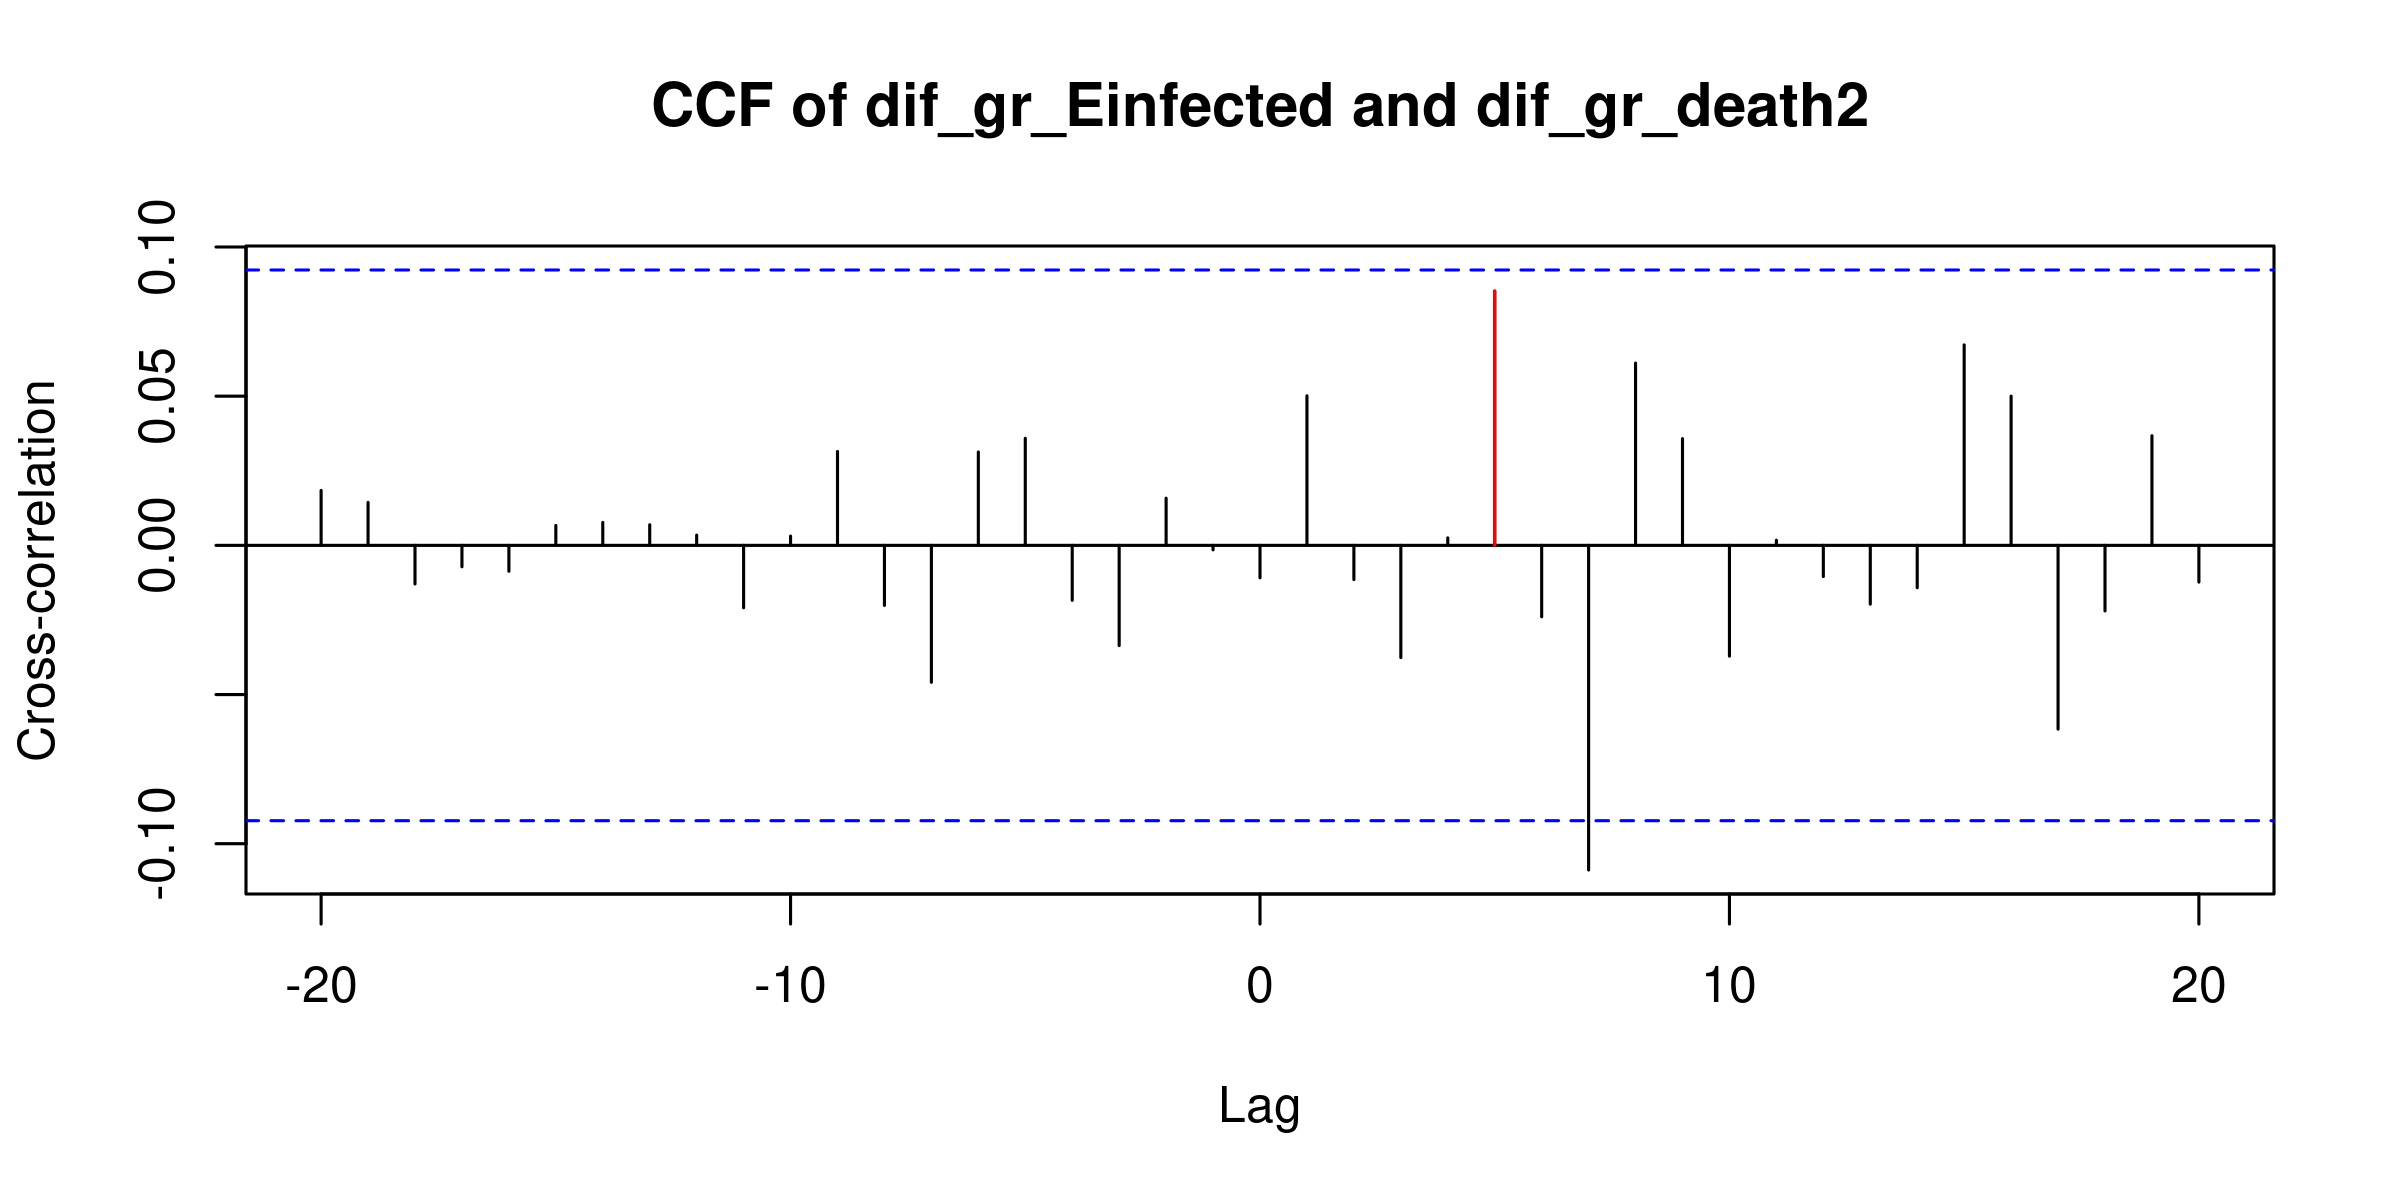 CCF of dif_gr_Einfected and dif_gr_death2
Cross-correlation
0.10
0.05
0.00
-0.10
-20 -10 0 10 20
Lag